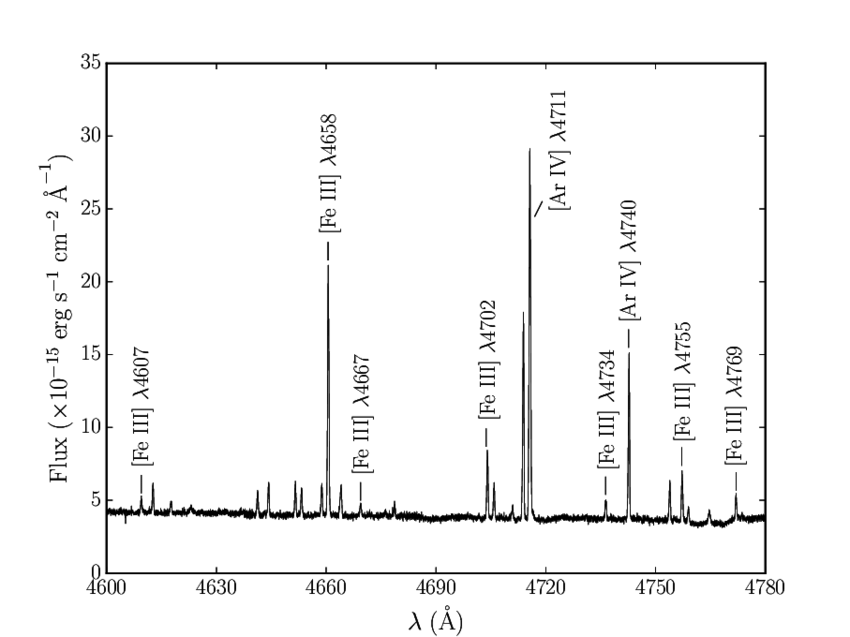 Flux (×10−15 erg s−1 cm−2 Å−1)
35
30
25
20
15
10
5
0
[Fe III] λ4607
[Fe III] λ4658
[Fe III] λ4667
[Fe III] λ4702
[Ar IV] λ4711
[Fe III] λ4734
[Ar IV] λ4740
[Fe III] λ4755
[Fe III] λ4769
4600 4630 4660 4690 4720 4750 4780
λ (Å)